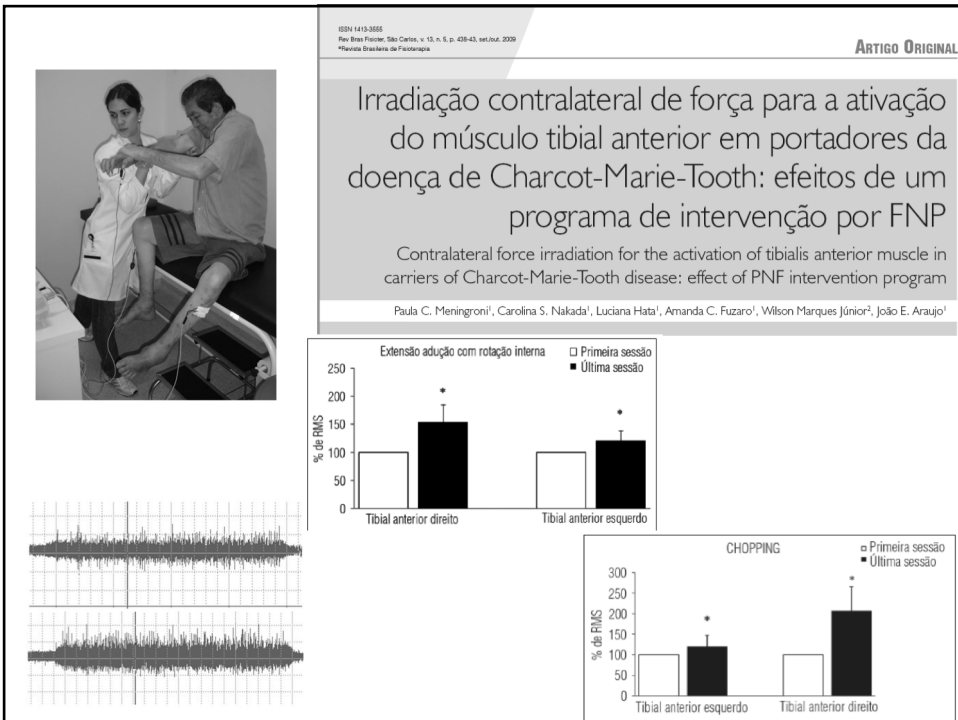 ISSN 1413-3555
Rev Bras Fisioter, São Carlos, v. 13, n. 5, p. 438-43, set./out. 2009
©Revista Brasileira de Fisioterapia
ARTIGO ORIGINAL
Irradiação contralateral de força para a ativação
do músculo tibial anterior em portadores da
doença de Charcot-Marie-Tooth: efeitos de um
programa de intervenção por FNP
Contralateral force irradiation for the activation of tibialis anterior muscle in
carriers of Charcot-Marie-Tooth disease: effect of PNF intervention program
Paula C. Meningroni¹, Carolina S. Nakada¹, Luciana Hata¹, Amanda C. Fuzaro¹, Wilson Marques Júnior², João E. Araujo¹
Extensão adução com rotação interna
Primeira sessão
Última sessão
% de RMS
250
200
150
100
50
0
*
*
Tibial anterior direito
Tibial anterior esquerdo
CHOPPING
Primeira sessão
Última sessão
% de RMS
300
250
200
150
100
50
0
*
*
Tibial anterior esquerdo
Tibial anterior direito